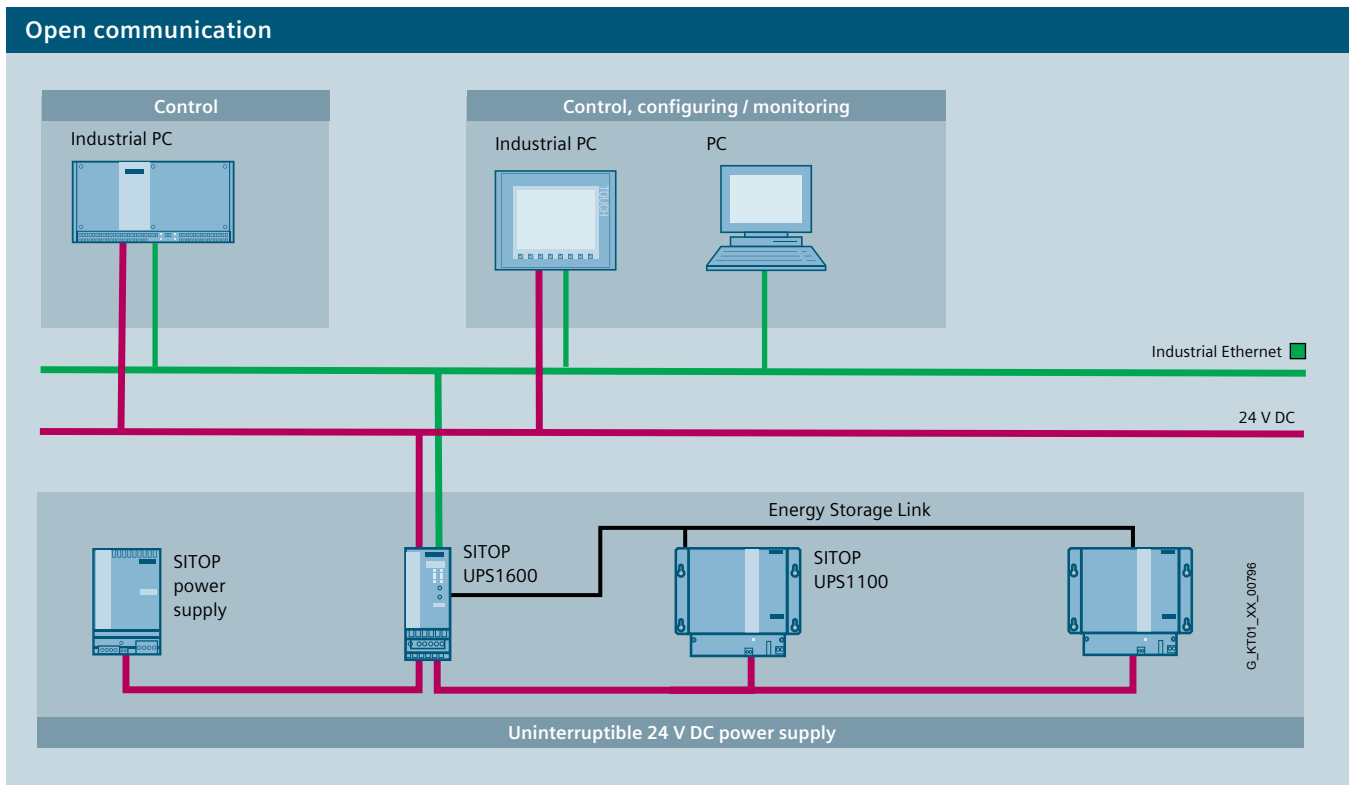 Open communication
Control
Industrial PC
Control, configuring / monitoring
Industrial PC
PC
TOUCH
Industrial Ethernet
24 V DC
Energy Storage Link
SITOP
power
supply
SITOP
UPS1600
SITOP
UPS1100
G_KT01_XX_00796
Uninterruptible 24 V DC power supply